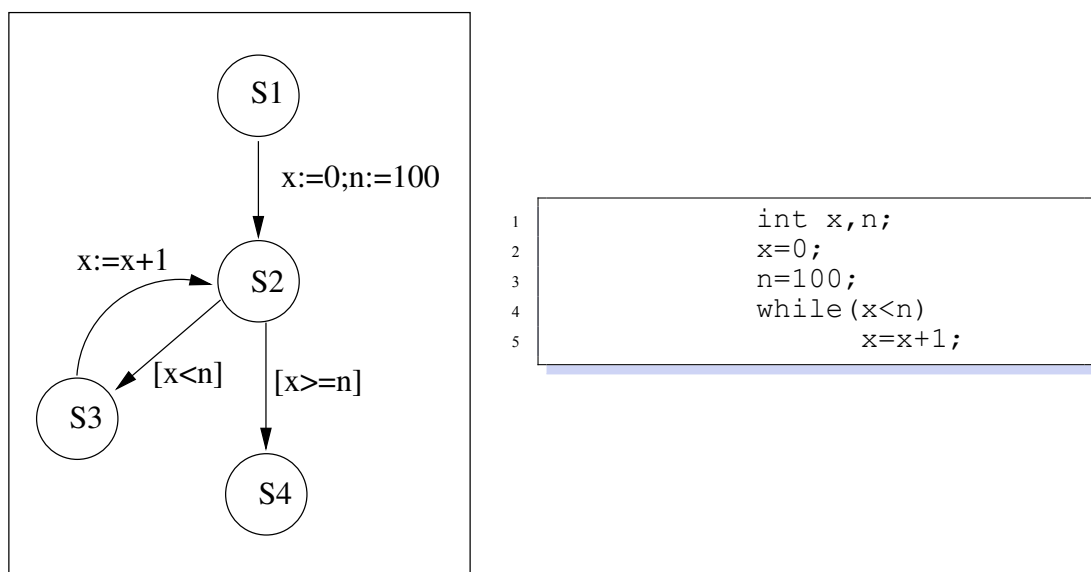 S1
x:=0;n:=100
x:=x+1
S2
[x<n]
[x>=n]
S3
S4
1 int x,n;
2 x=0;
3 n=100;
4 while(x<n)
5 x=x+1;